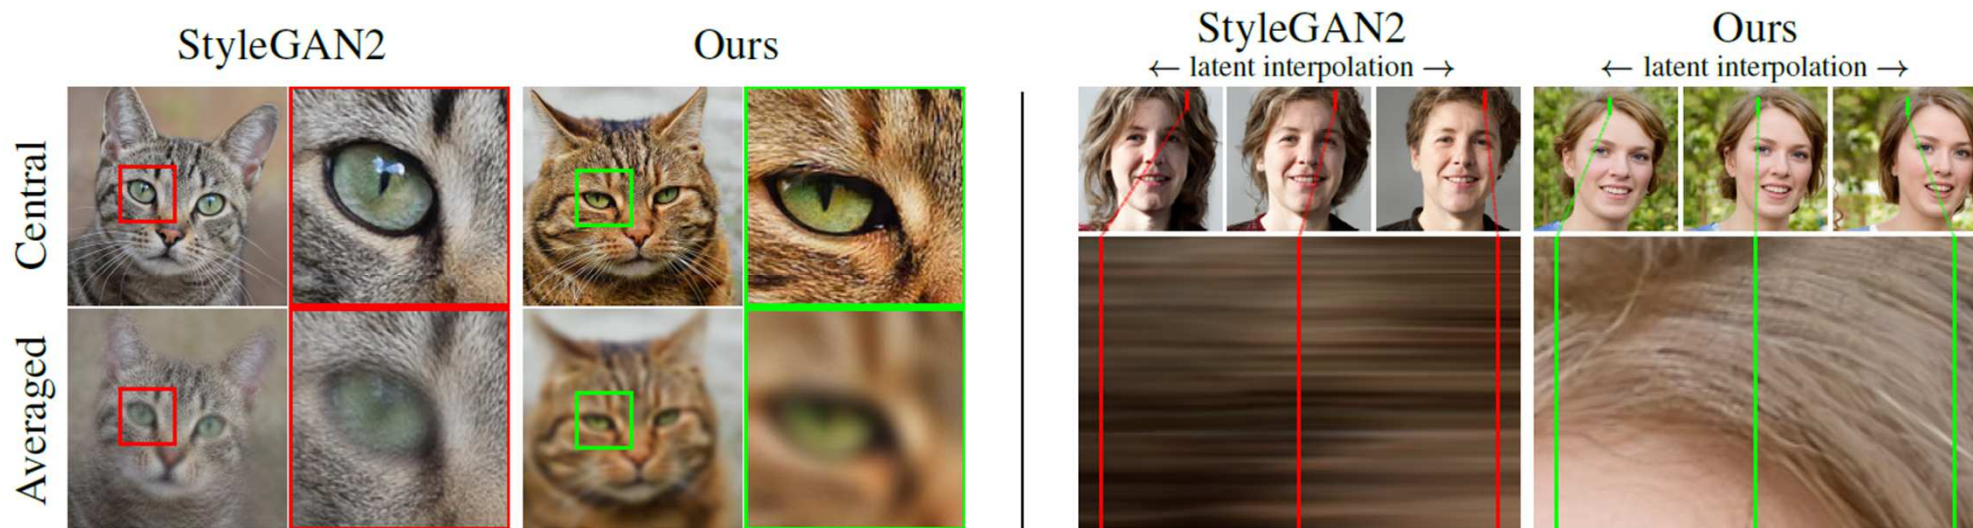 StyleGAN2
Ours
Central
Averaged
StyleGAN2
← latent interpolation →
Ours
← latent interpolation →